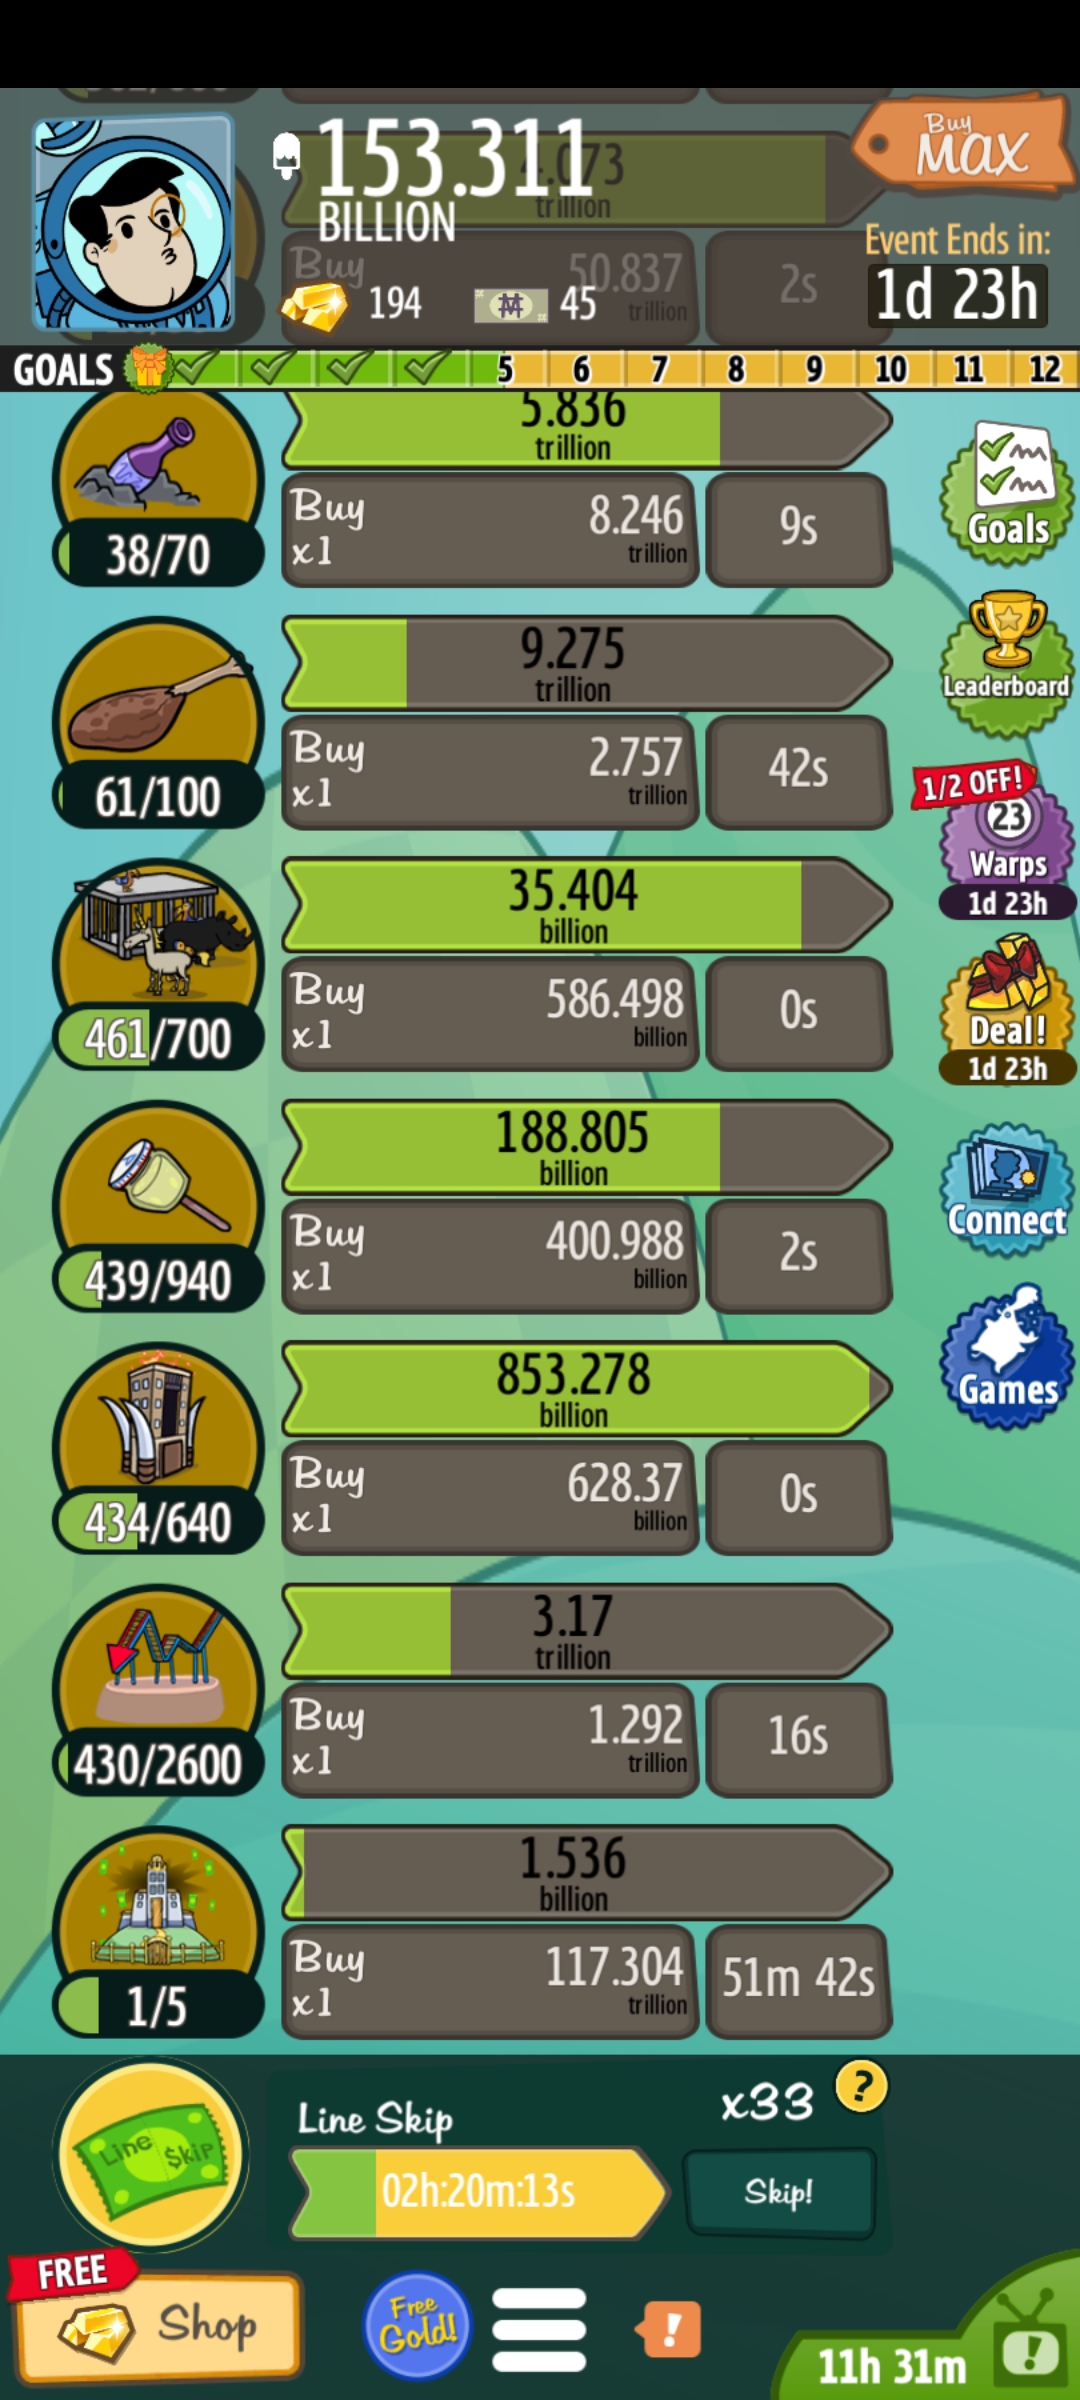 153.311
BILLION
4.073
trillion
Buy
MAX
Event Ends in:
1d 23h
Buy
50.837
trillion
2s
194
45
GOALS
5 6 7 8 9 10 11 12
5.836
trillion
Buy
x1
8.246
trillion
9s
38/70
Goals
9.275
trillion
Buy
x1
2.757
trillion
42s
61/100
Leaderboard
1/2 OFF!
23
Warps
1d 23h
35.404
billion
Buy
x1
586.498
billion
0s
461/700
Deal!
1d 23h
188.805
billion
Buy
x1
400.988
billion
2s
439/940
Connect
853.278
billion
Buy
x1
628.37
billion
0s
434/640
Games
3.17
trillion
Buy
x1
1.292
trillion
16s
430/2600
1.536
billion
Buy
x1
117.304
trillion
51m 42s
1/5
Line $kip
Line Skip
x33
?
02h:20m:13s
Skip!
FREE
Shop
Free
Gold!
!
11h 31m
!